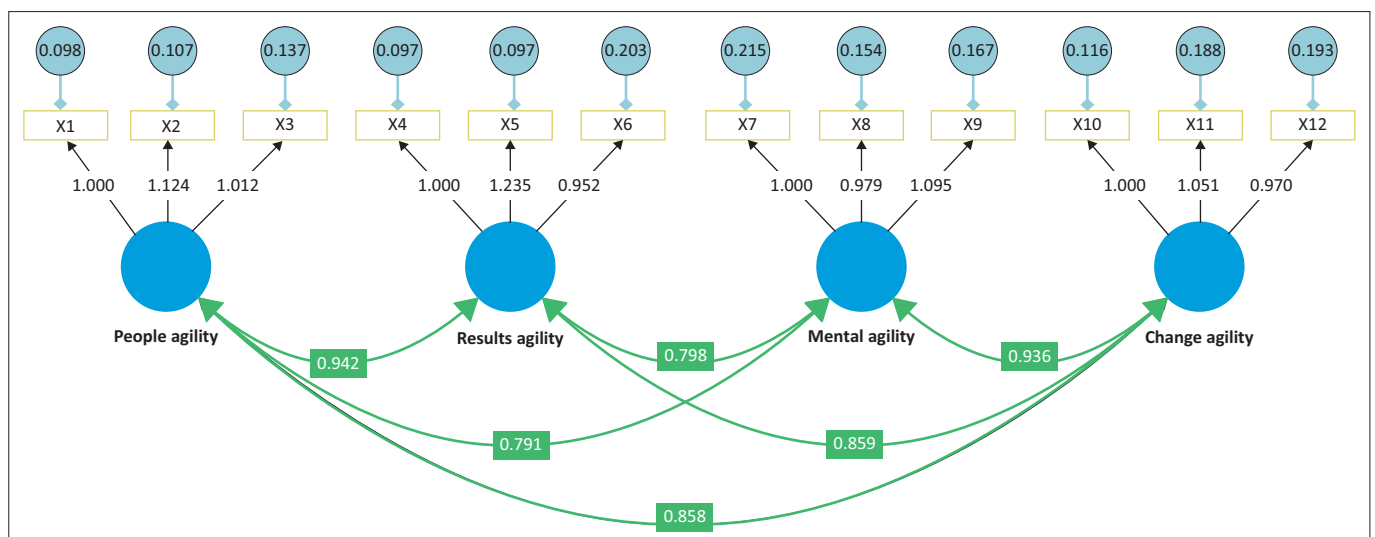 0.098 0.107 0.137 0.097 0.097 0.203 0.215 0.154 0.167 0.116 0.188 0.193
X1 X2 X3 X4 X5 X6 X7 X8 X9 X10 X11 X12
1.000 1.124 1.012 1.000 1.235 0.952 1.000 0.979 1.095 1.000 1.051 0.970
People agility Results agility Mental agility Change agility
0.942 0.798 0.936
0.791 0.859
0.858